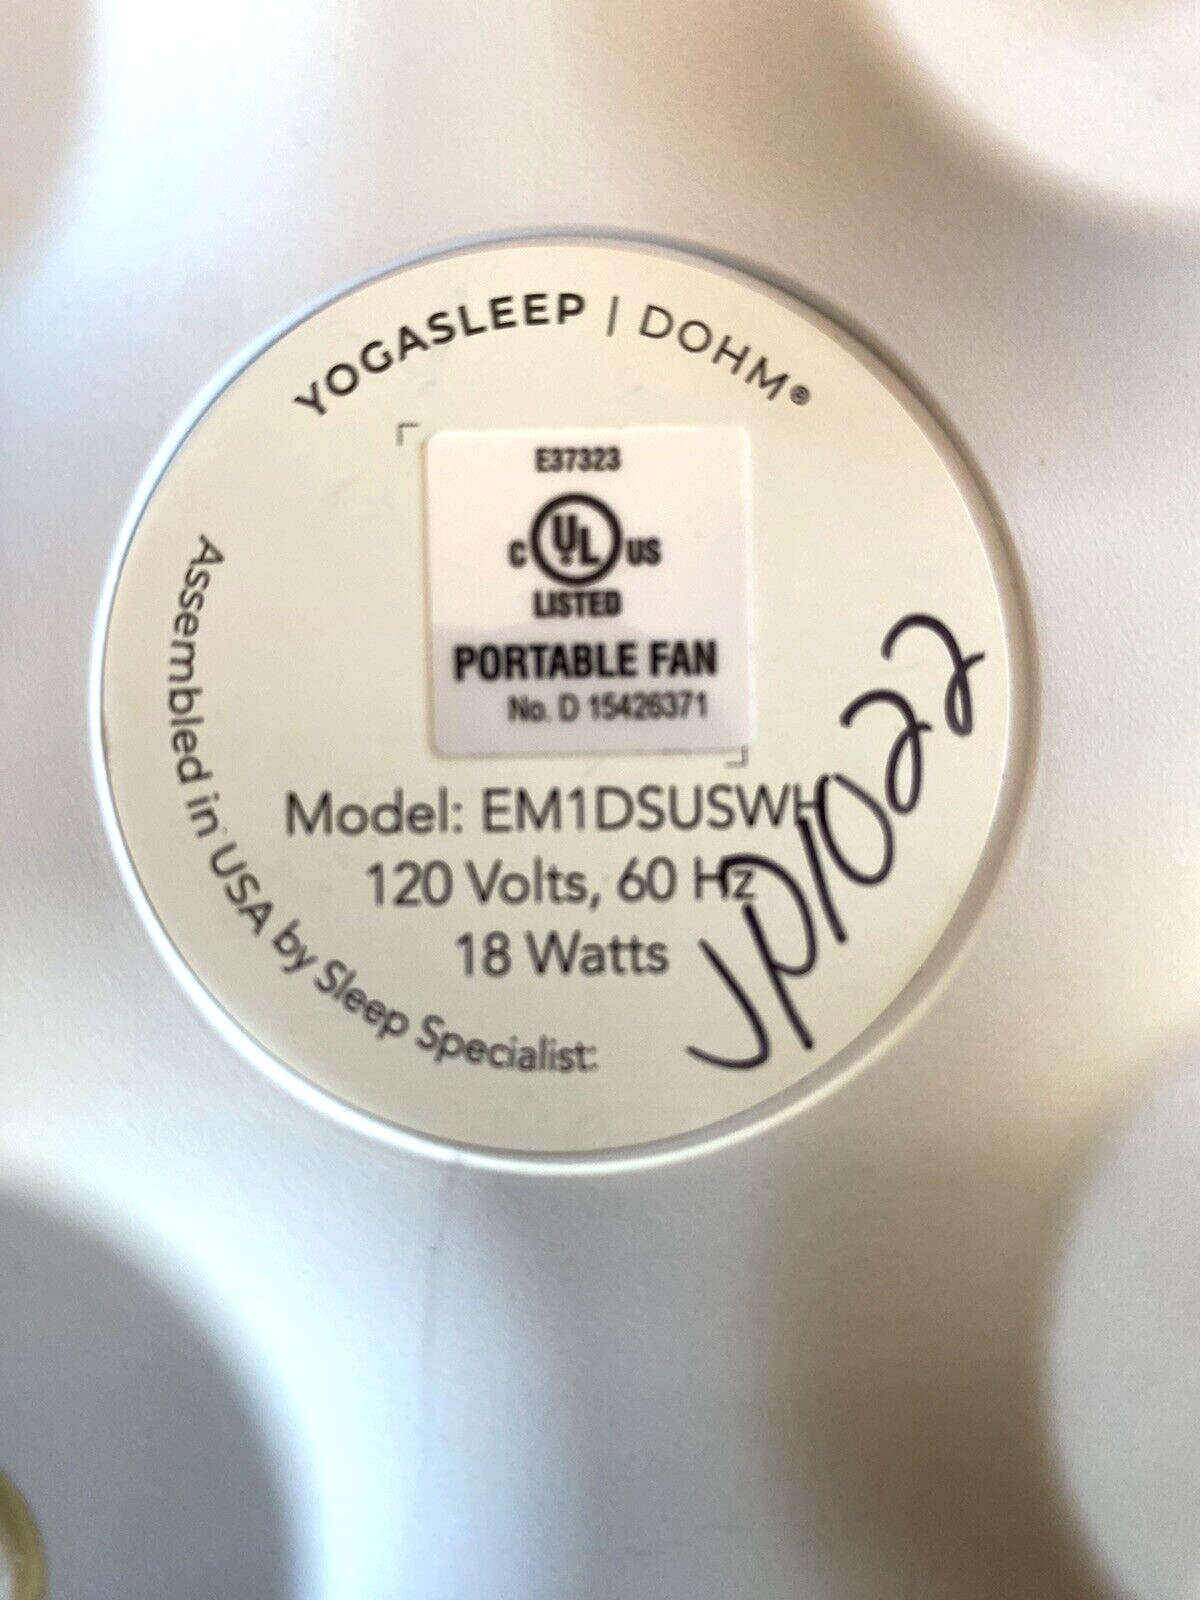 YOGASLEEP | DOHM®
E37323
C UL US
LISTED
PORTABLE FAN
No. D 15426371
Model: EM1DSUSWH
120 Volts, 60 Hz
18 Watts
Assembled in USA by Sleep Specialist:
JP1022